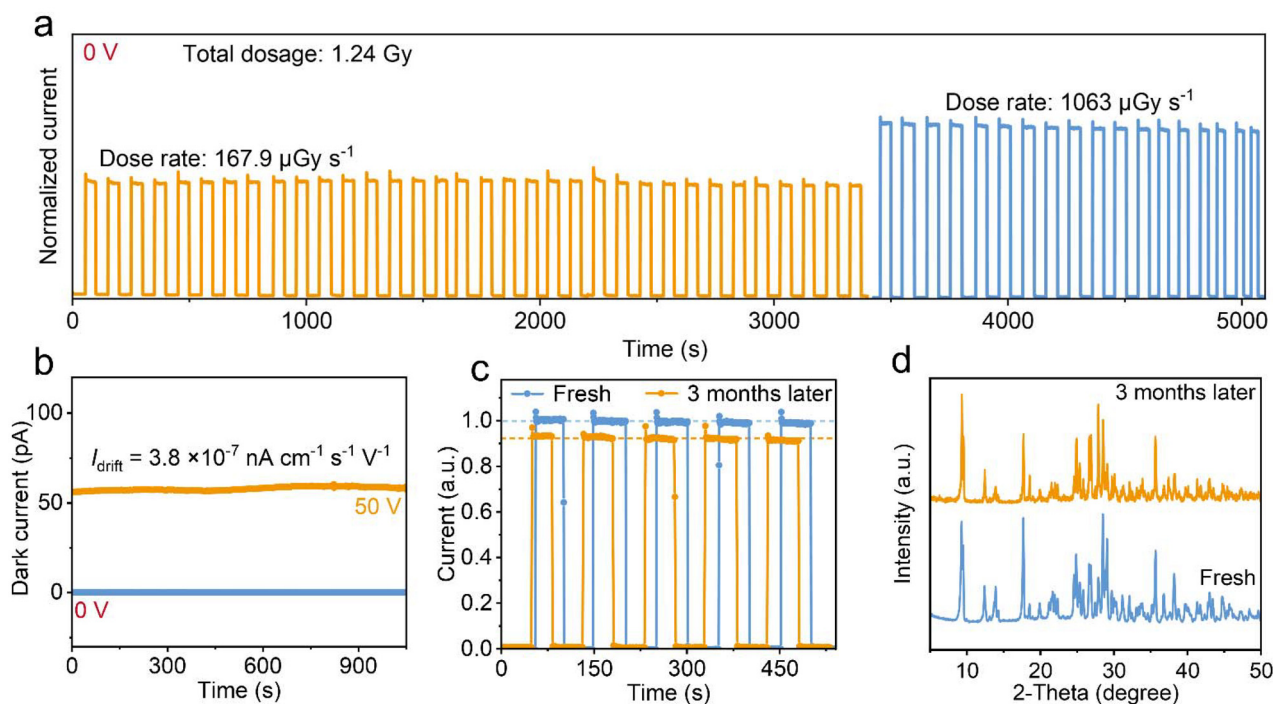 a
0 V
Total dosage: 1.24 Gy
Dose rate: 1063 μGy s⁻¹
Dose rate: 167.9 μGy s⁻¹
Normalized current
0 1000 2000 3000 4000 5000
Time (s)
b
100
50
0
Dark current (pA)
I_drift = 3.8 ×10⁻⁷ nA cm⁻¹ s⁻¹ V⁻¹
50 V
0 V
0 300 600 900
Time (s)
c
Fresh 3 months later
1.0
0.8
0.6
0.4
0.2
0.0
Current (a.u.)
0 150 300 450
Time (s)
d
3 months later
Fresh
Intensity (a.u.)
10 20 30 40 50
2-Theta (degree)